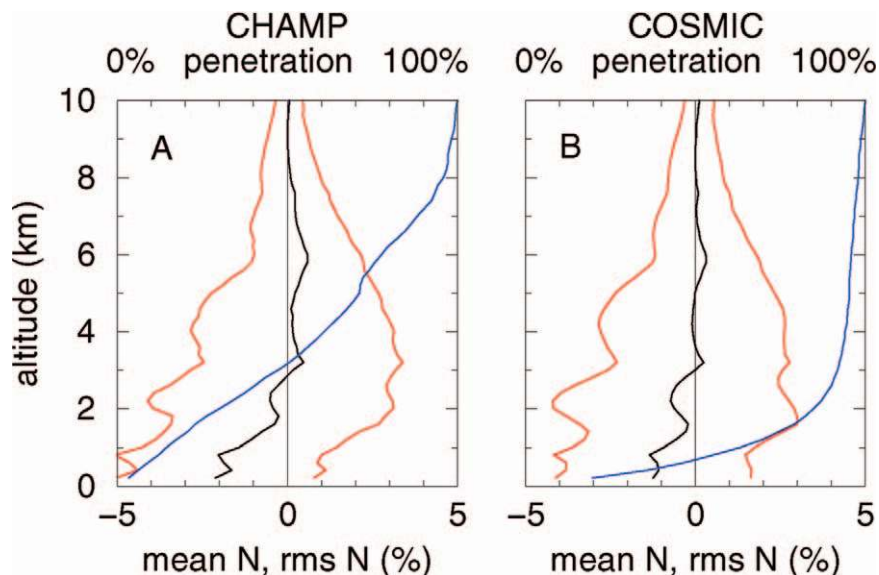 CHAMP
0% penetration 100%
COSMIC
0% penetration 100%
A
B
altitude (km)
10
8
6
4
2
0
−5 0 5
−5 0 5
mean N, rms N (%)
mean N, rms N (%)